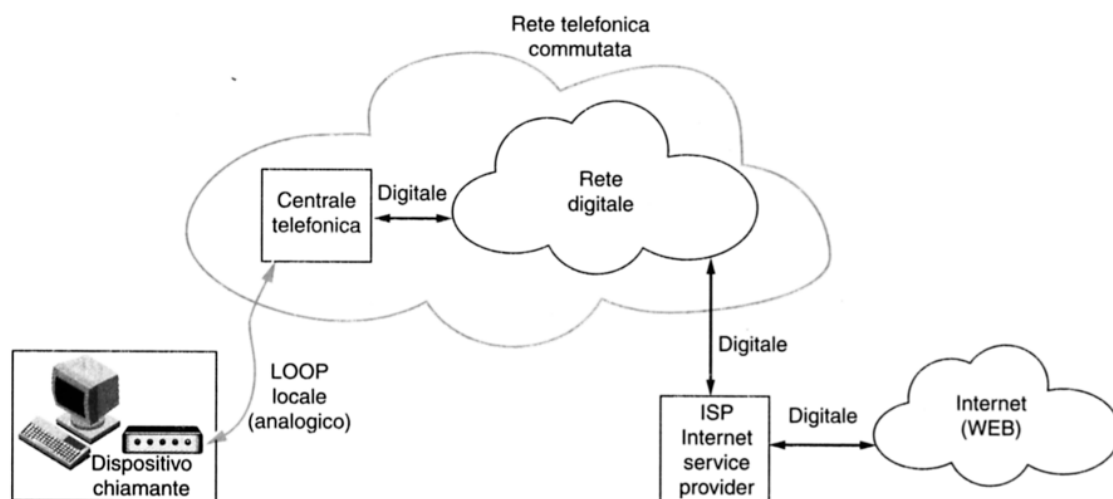 Rete telefonica
commutata
Centrale
telefonica
Digitale
Rete
digitale
Digitale
LOOP
locale
(analogico)
Dispositivo
chiamante
ISP
Internet
service
provider
Digitale
Internet
(WEB)